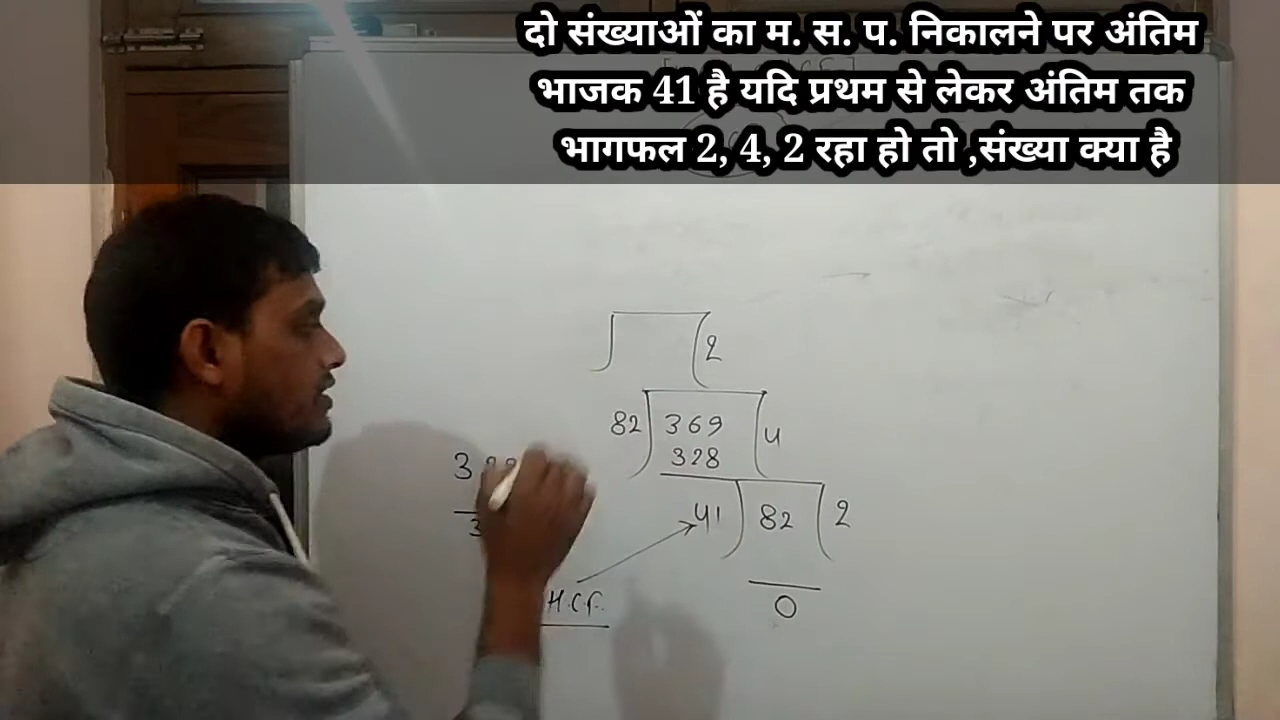 दो संख्याओं का म. स. प. निकालने पर अंतिम
भाजक 41 है यदि प्रथम से लेकर अंतिम तक
भागफल 2, 4, 2 रहा हो तो ,संख्या क्या है
2
82 369 4
328
41 82 2
0
H.C.F.